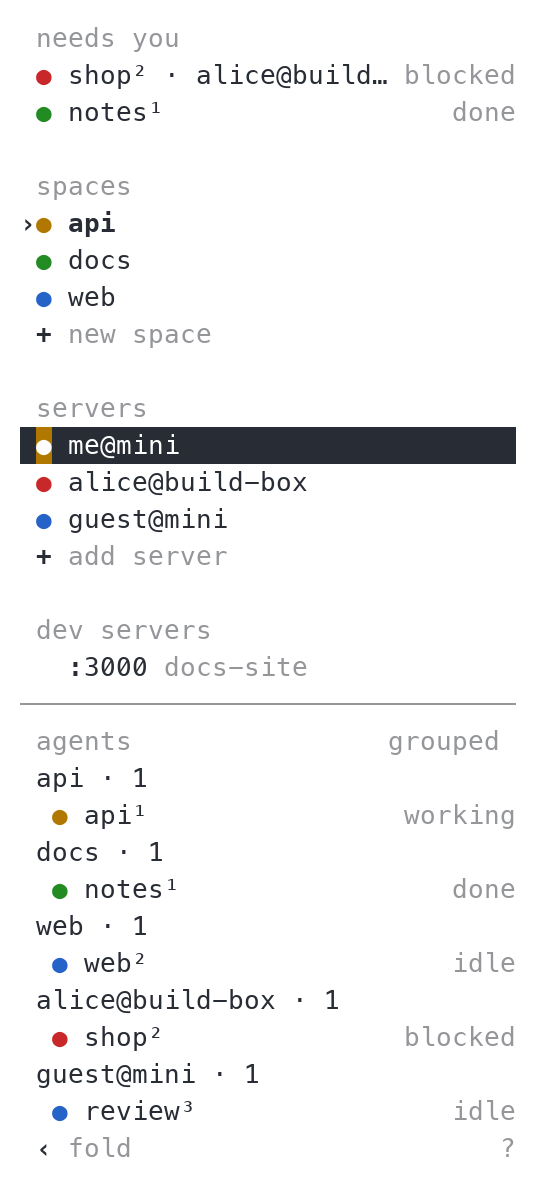 needs you
● shop² · alice@build… blocked
● notes¹ done
spaces
›● api
● docs
● web
+ new space
servers
● me@mini
● alice@build-box
● guest@mini
+ add server
dev servers
:3000 docs-site
agents grouped
api · 1
● api¹ working
docs · 1
● notes¹ done
web · 1
● web² idle
alice@build-box · 1
● shop² blocked
guest@mini · 1
● review³ idle
‹ fold ?